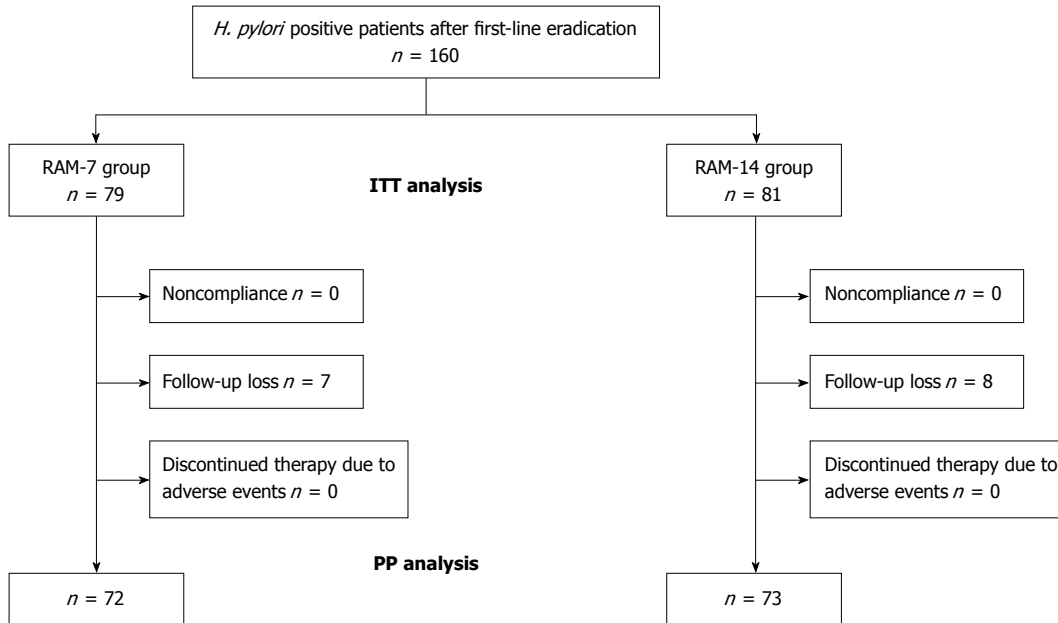 H. pylori positive patients after first-line eradication
n = 160
RAM-7 group
n = 79
ITT analysis
RAM-14 group
n = 81
Noncompliance n = 0
Noncompliance n = 0
Follow-up loss n = 7
Follow-up loss n = 8
Discontinued therapy due to
adverse events n = 0
Discontinued therapy due to
adverse events n = 0
PP analysis
n = 72
n = 73